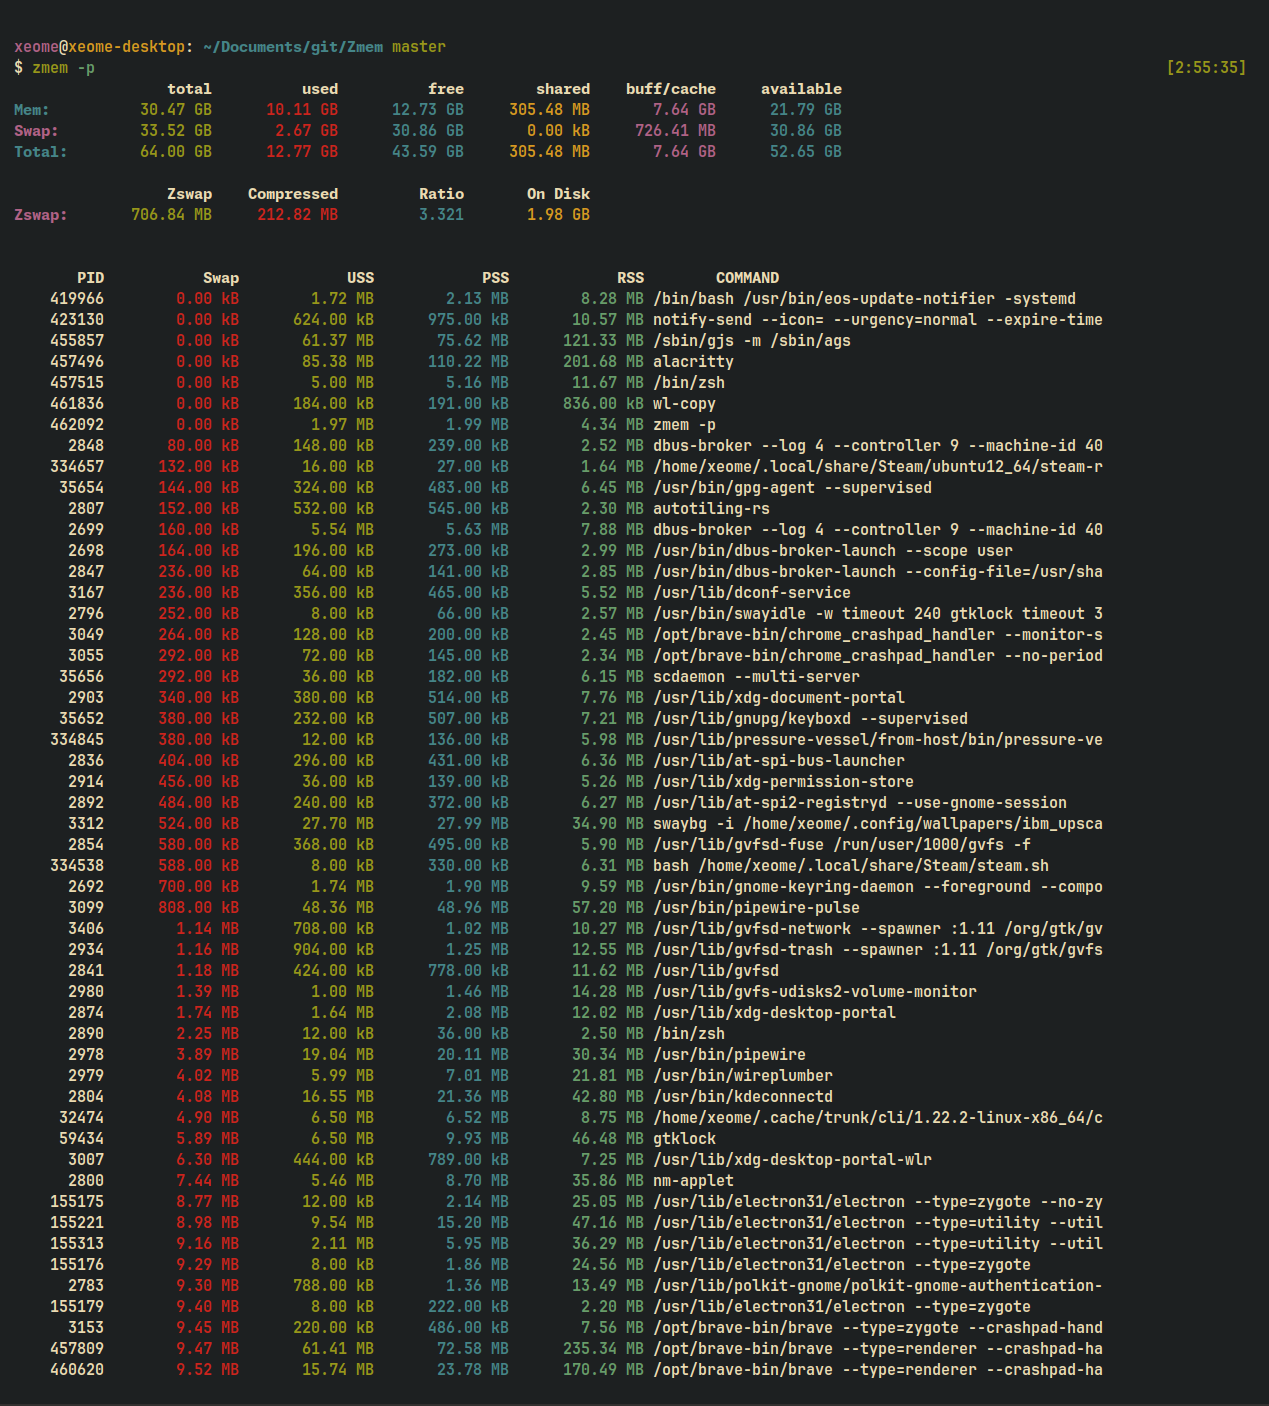 xeome@xeome-desktop: ~/Documents/git/Zmem master
$ zmem -p [2:55:35]
total used free shared buff/cache available
Mem: 30.47 GB 10.11 GB 12.73 GB 305.48 MB 7.64 GB 21.79 GB
Swap: 33.52 GB 2.67 GB 30.86 GB 0.00 kB 726.41 MB 30.86 GB
Total: 64.00 GB 12.77 GB 43.59 GB 305.48 MB 7.64 GB 52.65 GB
Zswap Compressed Ratio On Disk
Zswap: 706.84 MB 212.82 MB 3.321 1.98 GB
PID Swap USS PSS RSS COMMAND
419966 0.00 kB 1.72 MB 2.13 MB 8.28 MB /bin/bash /usr/bin/eos-update-notifier -systemd
423130 0.00 kB 624.00 kB 975.00 kB 10.57 MB notify-send --icon= --urgency=normal --expire-time
455857 0.00 kB 61.37 MB 75.62 MB 121.33 MB /sbin/gjs -m /sbin/ags
457496 0.00 kB 85.38 MB 110.22 MB 201.68 MB alacritty
457515 0.00 kB 5.00 MB 5.16 MB 11.67 MB /bin/zsh
461836 0.00 kB 184.00 kB 191.00 kB 836.00 kB wl-copy
462092 0.00 kB 1.97 MB 1.99 MB 4.34 MB zmem -p
2848 80.00 kB 148.00 kB 239.00 kB 2.52 MB dbus-broker --log 4 --controller 9 --machine-id 40
334657 132.00 kB 16.00 kB 27.00 kB 1.64 MB /home/xeome/.local/share/Steam/ubuntu12_64/steam-r
35654 144.00 kB 324.00 kB 483.00 kB 6.45 MB /usr/bin/gpg-agent --supervised
2807 152.00 kB 532.00 kB 545.00 kB 2.30 MB autotiling-rs
2699 160.00 kB 5.54 MB 5.63 MB 7.88 MB dbus-broker --log 4 --controller 9 --machine-id 40
2698 164.00 kB 196.00 kB 273.00 kB 2.99 MB /usr/bin/dbus-broker-launch --scope user
2847 236.00 kB 64.00 kB 141.00 kB 2.85 MB /usr/bin/dbus-broker-launch --config-file=/usr/sha
3167 236.00 kB 356.00 kB 465.00 kB 5.52 MB /usr/lib/dconf-service
2796 252.00 kB 8.00 kB 66.00 kB 2.57 MB /usr/bin/swayidle -w timeout 240 gtklock timeout 3
3049 264.00 kB 128.00 kB 200.00 kB 2.45 MB /opt/brave-bin/chrome_crashpad_handler --monitor-s
3055 292.00 kB 72.00 kB 145.00 kB 2.34 MB /opt/brave-bin/chrome_crashpad_handler --no-period
35656 292.00 kB 36.00 kB 182.00 kB 6.15 MB scdaemon --multi-server
2903 340.00 kB 380.00 kB 514.00 kB 7.76 MB /usr/lib/xdg-document-portal
35652 380.00 kB 232.00 kB 507.00 kB 7.21 MB /usr/lib/gnupg/keyboxd --supervised
334845 380.00 kB 12.00 kB 136.00 kB 5.98 MB /usr/lib/pressure-vessel/from-host/bin/pressure-ve
2836 404.00 kB 296.00 kB 431.00 kB 6.36 MB /usr/lib/at-spi-bus-launcher
2914 456.00 kB 36.00 kB 139.00 kB 5.26 MB /usr/lib/xdg-permission-store
2892 484.00 kB 240.00 kB 372.00 kB 6.27 MB /usr/lib/at-spi2-registryd --use-gnome-session
3312 524.00 kB 27.70 MB 27.99 MB 34.90 MB swaybg -i /home/xeome/.config/wallpapers/ibm_upsca
2854 580.00 kB 368.00 kB 495.00 kB 5.90 MB /usr/lib/gvfsd-fuse /run/user/1000/gvfs -f
334538 588.00 kB 8.00 kB 330.00 kB 6.31 MB bash /home/xeome/.local/share/Steam/steam.sh
2692 700.00 kB 1.74 MB 1.90 MB 9.59 MB /usr/bin/gnome-keyring-daemon --foreground --compo
3099 808.00 kB 48.36 MB 48.96 MB 57.20 MB /usr/bin/pipewire-pulse
3406 1.14 MB 708.00 kB 1.02 MB 10.27 MB /usr/lib/gvfsd-network --spawner :1.11 /org/gtk/gv
2934 1.16 MB 904.00 kB 1.25 MB 12.55 MB /usr/lib/gvfsd-trash --spawner :1.11 /org/gtk/gvfs
2841 1.18 MB 424.00 kB 778.00 kB 11.62 MB /usr/lib/gvfsd
2980 1.39 MB 1.00 MB 1.46 MB 14.28 MB /usr/lib/gvfs-udisks2-volume-monitor
2874 1.74 MB 1.64 MB 2.08 MB 12.02 MB /usr/lib/xdg-desktop-portal
2890 2.25 MB 12.00 kB 36.00 kB 2.50 MB /bin/zsh
2978 3.89 MB 19.04 MB 20.11 MB 30.34 MB /usr/bin/pipewire
2979 4.02 MB 5.99 MB 7.01 MB 21.81 MB /usr/bin/wireplumber
2804 4.08 MB 16.55 MB 21.36 MB 42.80 MB /usr/bin/kdeconnectd
32474 4.90 MB 6.50 MB 6.52 MB 8.75 MB /home/xeome/.cache/trunk/cli/1.22.2-linux-x86_64/c
59434 5.89 MB 6.50 MB 9.93 MB 46.48 MB gtklock
3007 6.30 MB 444.00 kB 789.00 kB 7.25 MB /usr/lib/xdg-desktop-portal-wlr
2800 7.44 MB 5.46 MB 8.70 MB 35.86 MB nm-applet
155175 8.77 MB 12.00 kB 2.14 MB 25.05 MB /usr/lib/electron31/electron --type=zygote --no-zy
155221 8.98 MB 9.54 MB 15.20 MB 47.16 MB /usr/lib/electron31/electron --type=utility --util
155313 9.16 MB 2.11 MB 5.95 MB 36.29 MB /usr/lib/electron31/electron --type=utility --util
155176 9.29 MB 8.00 kB 1.86 MB 24.56 MB /usr/lib/electron31/electron --type=zygote
2783 9.30 MB 788.00 kB 1.36 MB 13.49 MB /usr/lib/polkit-gnome/polkit-gnome-authentication-
155179 9.40 MB 8.00 kB 222.00 kB 2.20 MB /usr/lib/electron31/electron --type=zygote
3153 9.45 MB 220.00 kB 486.00 kB 7.56 MB /opt/brave-bin/brave --type=zygote --crashpad-hand
457809 9.47 MB 61.41 MB 72.58 MB 235.34 MB /opt/brave-bin/brave --type=renderer --crashpad-ha
460620 9.52 MB 15.74 MB 23.78 MB 170.49 MB /opt/brave-bin/brave --type=renderer --crashpad-ha